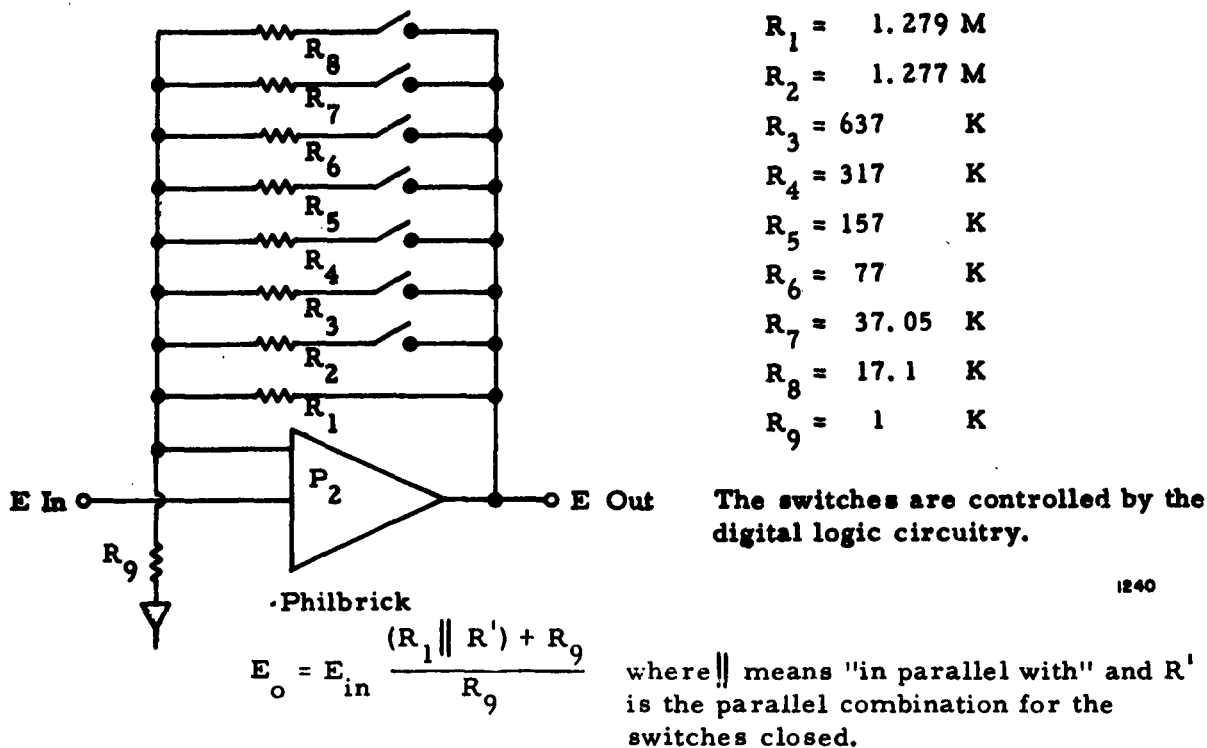 R8
R7
R6
R5
R4
R3
R2
R1
P2
E In
E Out
R9
Philbrick
R1 = 1.279 M
R2 = 1.277 M
R3 = 637 K
R4 = 317 K
R5 = 157 K
R6 = 77 K
R7 = 37.05 K
R8 = 17.1 K
R9 = 1 K
The switches are controlled by the
digital logic circuitry.
1240
Eo = Ein ((R1 || R') + R9) / R9
where || means "in parallel with" and R'
is the parallel combination for the
switches closed.